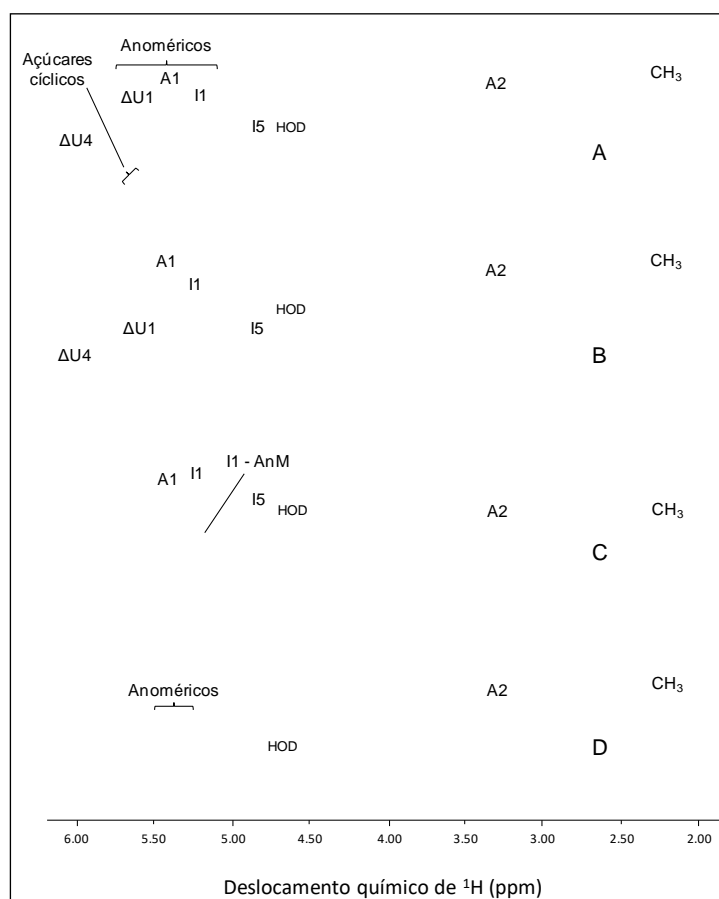 Açúcares
cíclicos
Anoméricos
A1
ΔU1
I1
ΔU4
I5 HOD
A2
CH₃
A
A1
I1
ΔU1
ΔU4
HOD
I5
A2
CH₃
B
I1 - AnM
A1
I1
I5
HOD
A2
CH₃
C
Anoméricos
HOD
A2
CH₃
D
6.00 5.50 5.00 4.50 4.00 3.50 3.00 2.50 2.00
Deslocamento químico de ¹H (ppm)